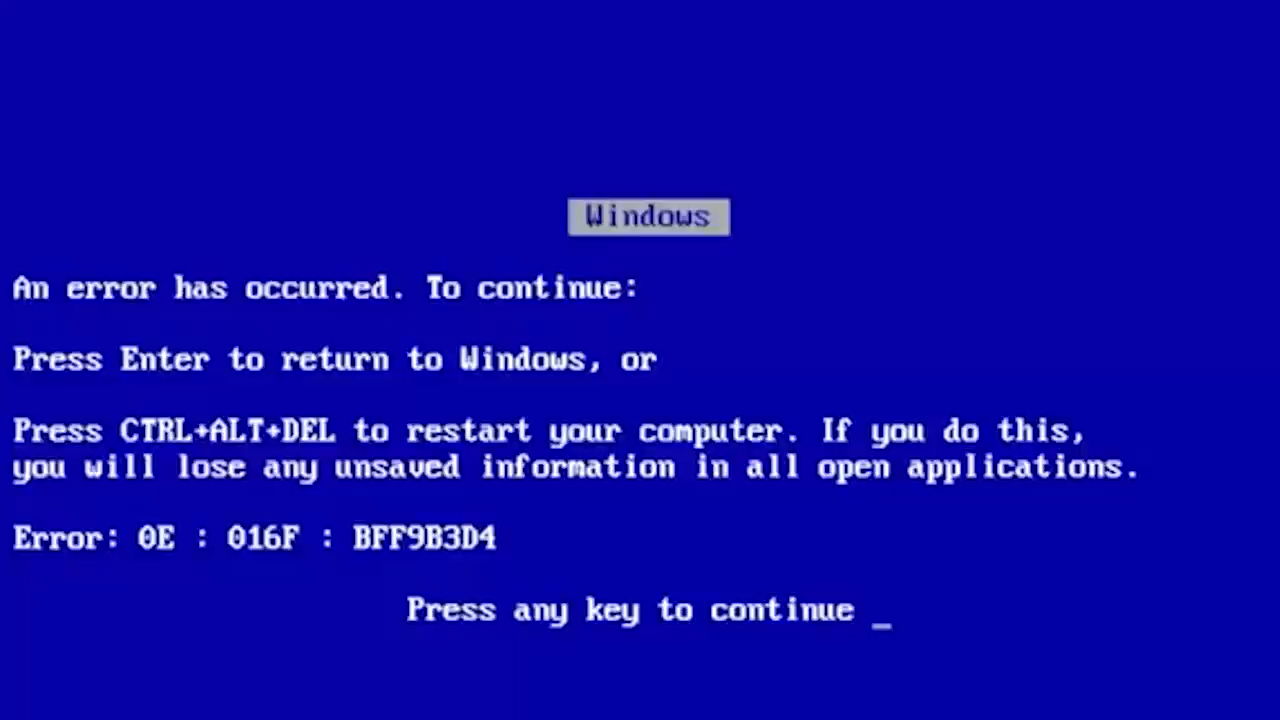 Windows
An error has occurred. To continue:
Press Enter to return to Windows, or
Press CTRL+ALT+DEL to restart your computer. If you do this,
you will lose any unsaved information in all open applications.
Error: 0E : 016F : BFF9B3D4
Press any key to continue _